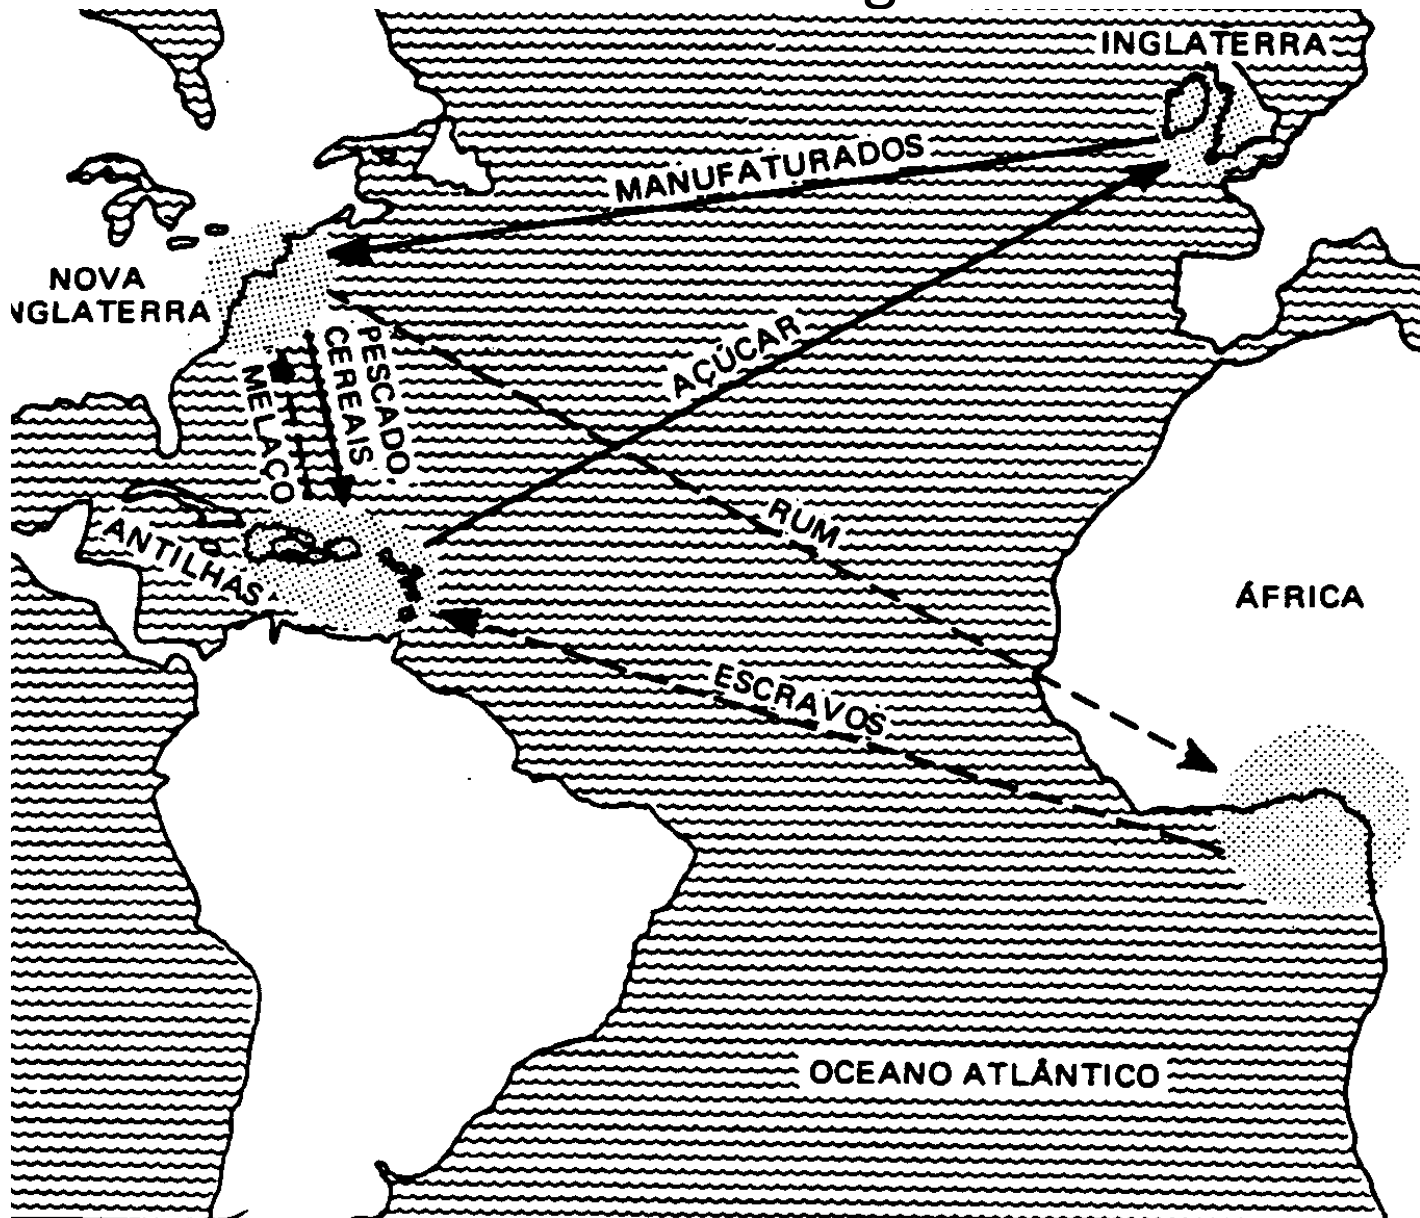 INGLATERRA
MANUFATURADOS
NOVA
NGLATERRA
AÇÚCAR
PESCADO,
CEREAIS
MELAÇO
RUM
ANTILHAS
ÁFRICA
ESCRAVOS
OCEANO ATLÂNTICO